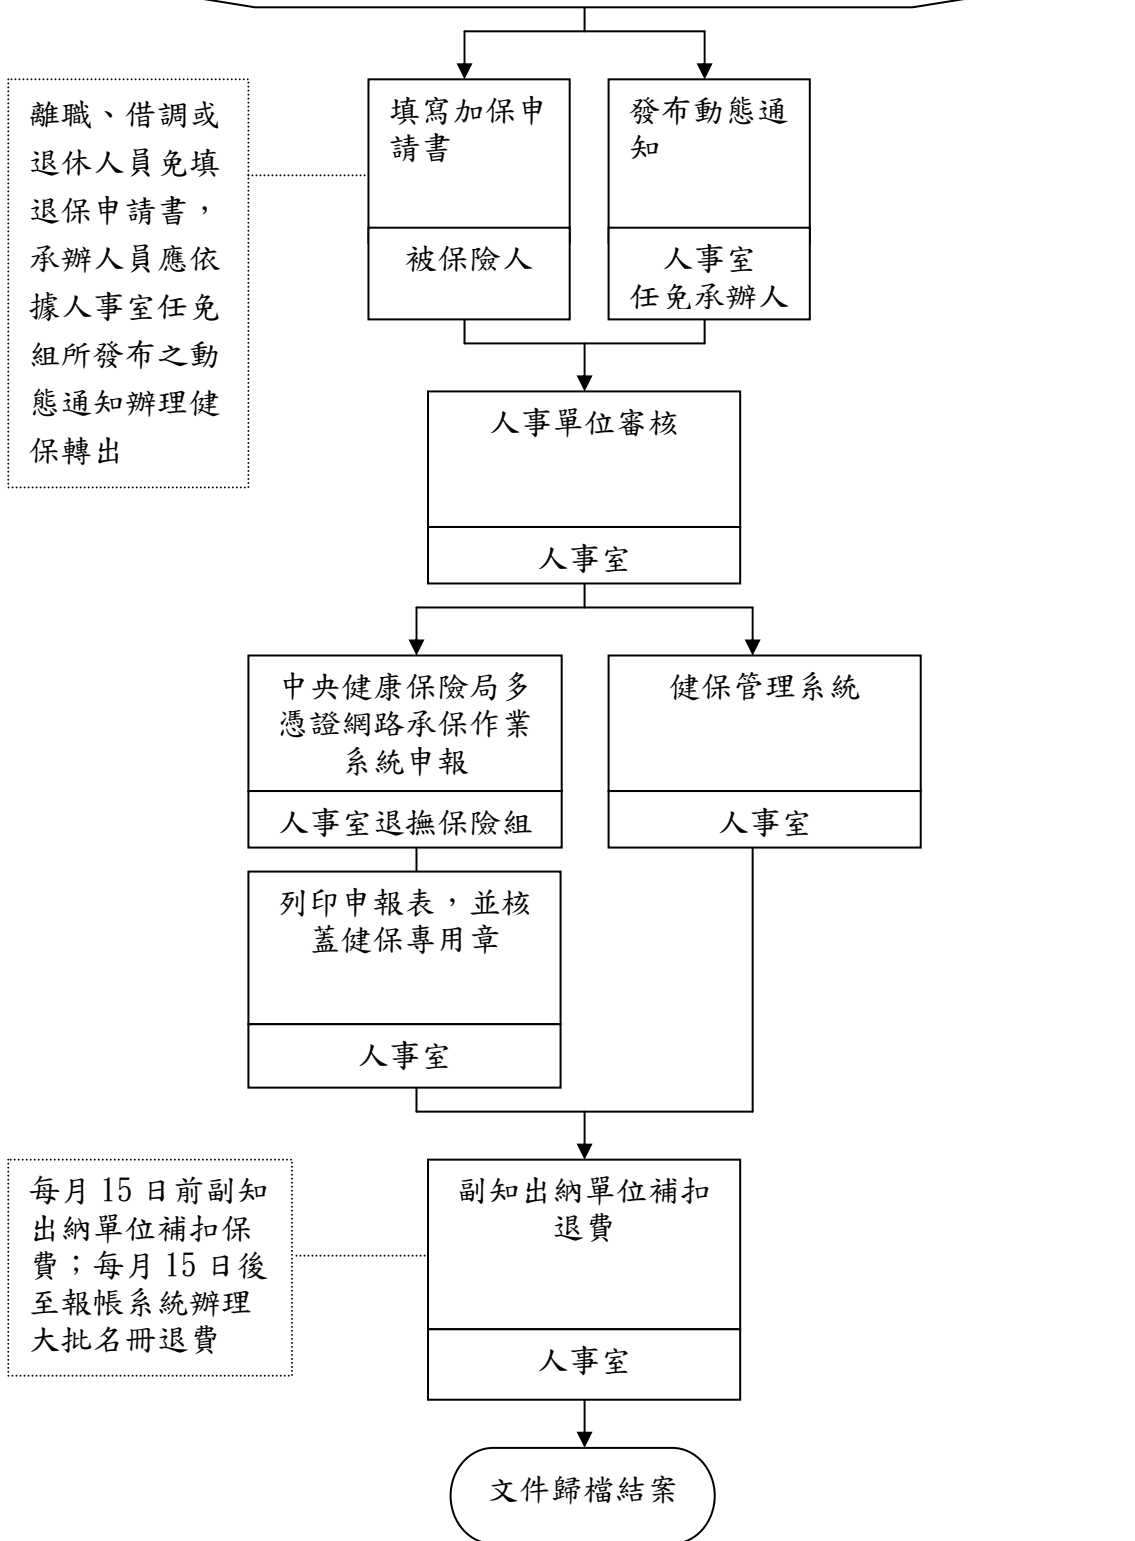 離職、借調或
退休人員免填
退保申請書，
承辦人員應依
據人事室任免
組所發布之動
態通知辦理健
保轉出
填寫加保申
請書
被保險人
發布動態通
知
人事室
任免承辦人
人事單位審核
人事室
中央健康保險局多
憑證網路承保作業
系統申報
人事室退撫保險組
健保管理系統
人事室
列印申報表，並核
蓋健保專用章
人事室
每月 15 日前副知
出納單位補扣保
費；每月 15 日後
至報帳系統辦理
大批名冊退費
副知出納單位補扣
退費
人事室
文件歸檔結案